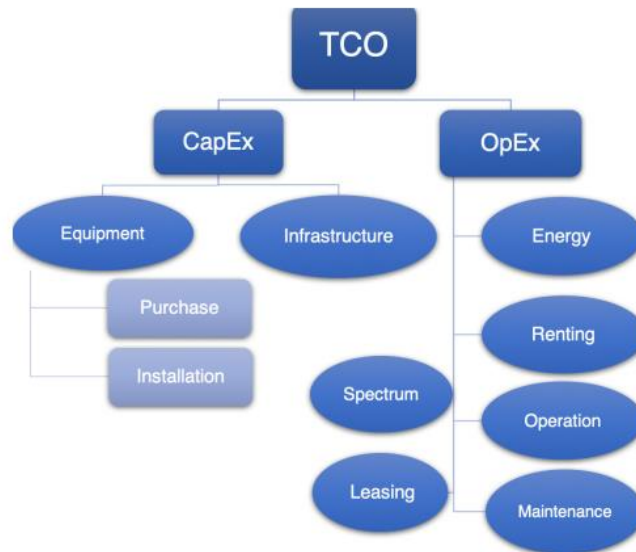 TCO
CapEx
OpEx
Equipment
Infrastructure
Energy
Purchase
Renting
Installation
Spectrum
Operation
Leasing
Maintenance